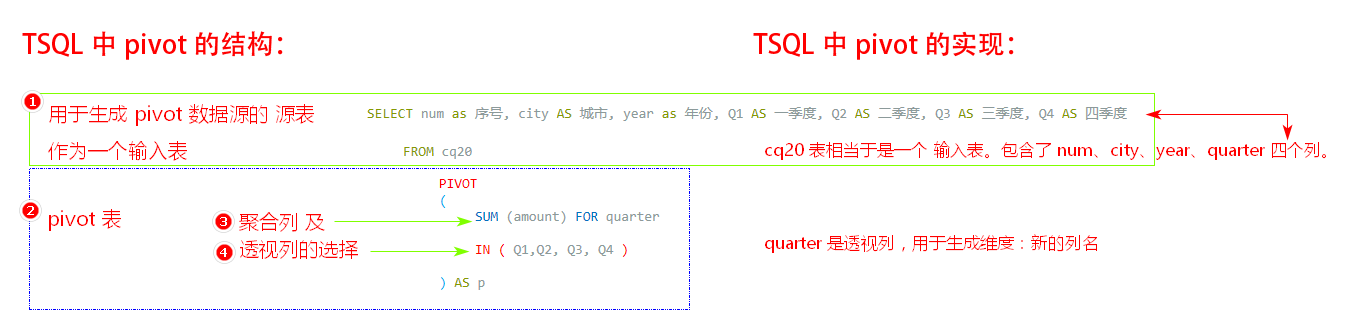 TSQL 中 pivot 的结构：
TSQL 中 pivot 的实现：
1 用于生成 pivot 数据源的 源表
SELECT num as 序号, city AS 城市, year as 年份, Q1 AS 一季度, Q2 AS 二季度, Q3 AS 三季度, Q4 AS 四季度
作为一个输入表
FROM cq20
cq20 表相当于是一个 输入表。包含了 num、city、year、quarter 四个列。
PIVOT
(
2 pivot 表
3 聚合列 及
SUM (amount) FOR quarter
4 透视列的选择
IN ( Q1,Q2, Q3, Q4 )
quarter 是透视列，用于生成维度：新的列名
) AS p